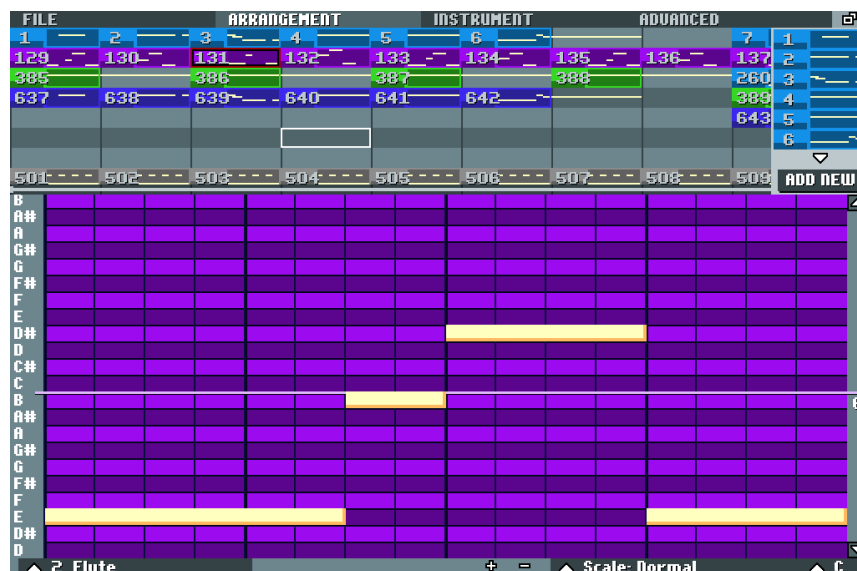 FILE ARRANGEMENT INSTRUMENT ADVANCED
1 2 3 4 5 6 7 1
129 130 131 132 133 134 135 136 137 2
385 386 387 388 260 3
637 638 639 640 641 642 389 4
643 5
6
501 502 503 504 505 506 507 508 509 ADD NEW
B
A#
A
G#
G
F#
F
E
D#
D
C#
C
B
A#
A
G#
G
F#
F
E
D#
D
2 Flute + - Scale: Normal C